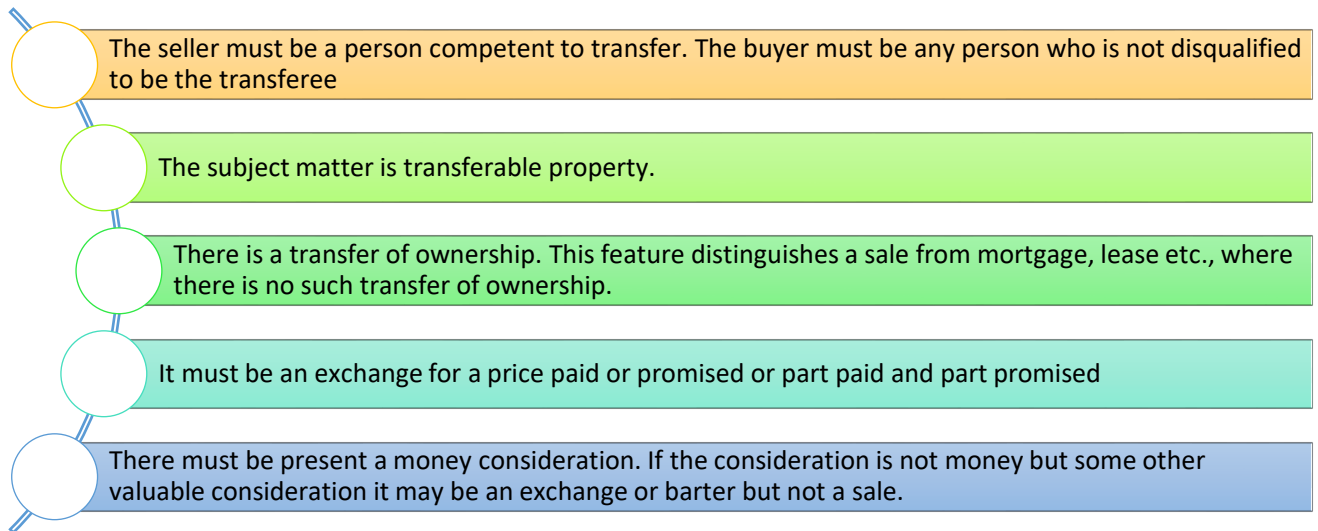 The seller must be a person competent to transfer. The buyer must be any person who is not disqualified
to be the transferee
The subject matter is transferable property.
There is a transfer of ownership. This feature distinguishes a sale from mortgage, lease etc., where
there is no such transfer of ownership.
It must be an exchange for a price paid or promised or part paid and part promised
There must be present a money consideration. If the consideration is not money but some other
valuable consideration it may be an exchange or barter but not a sale.